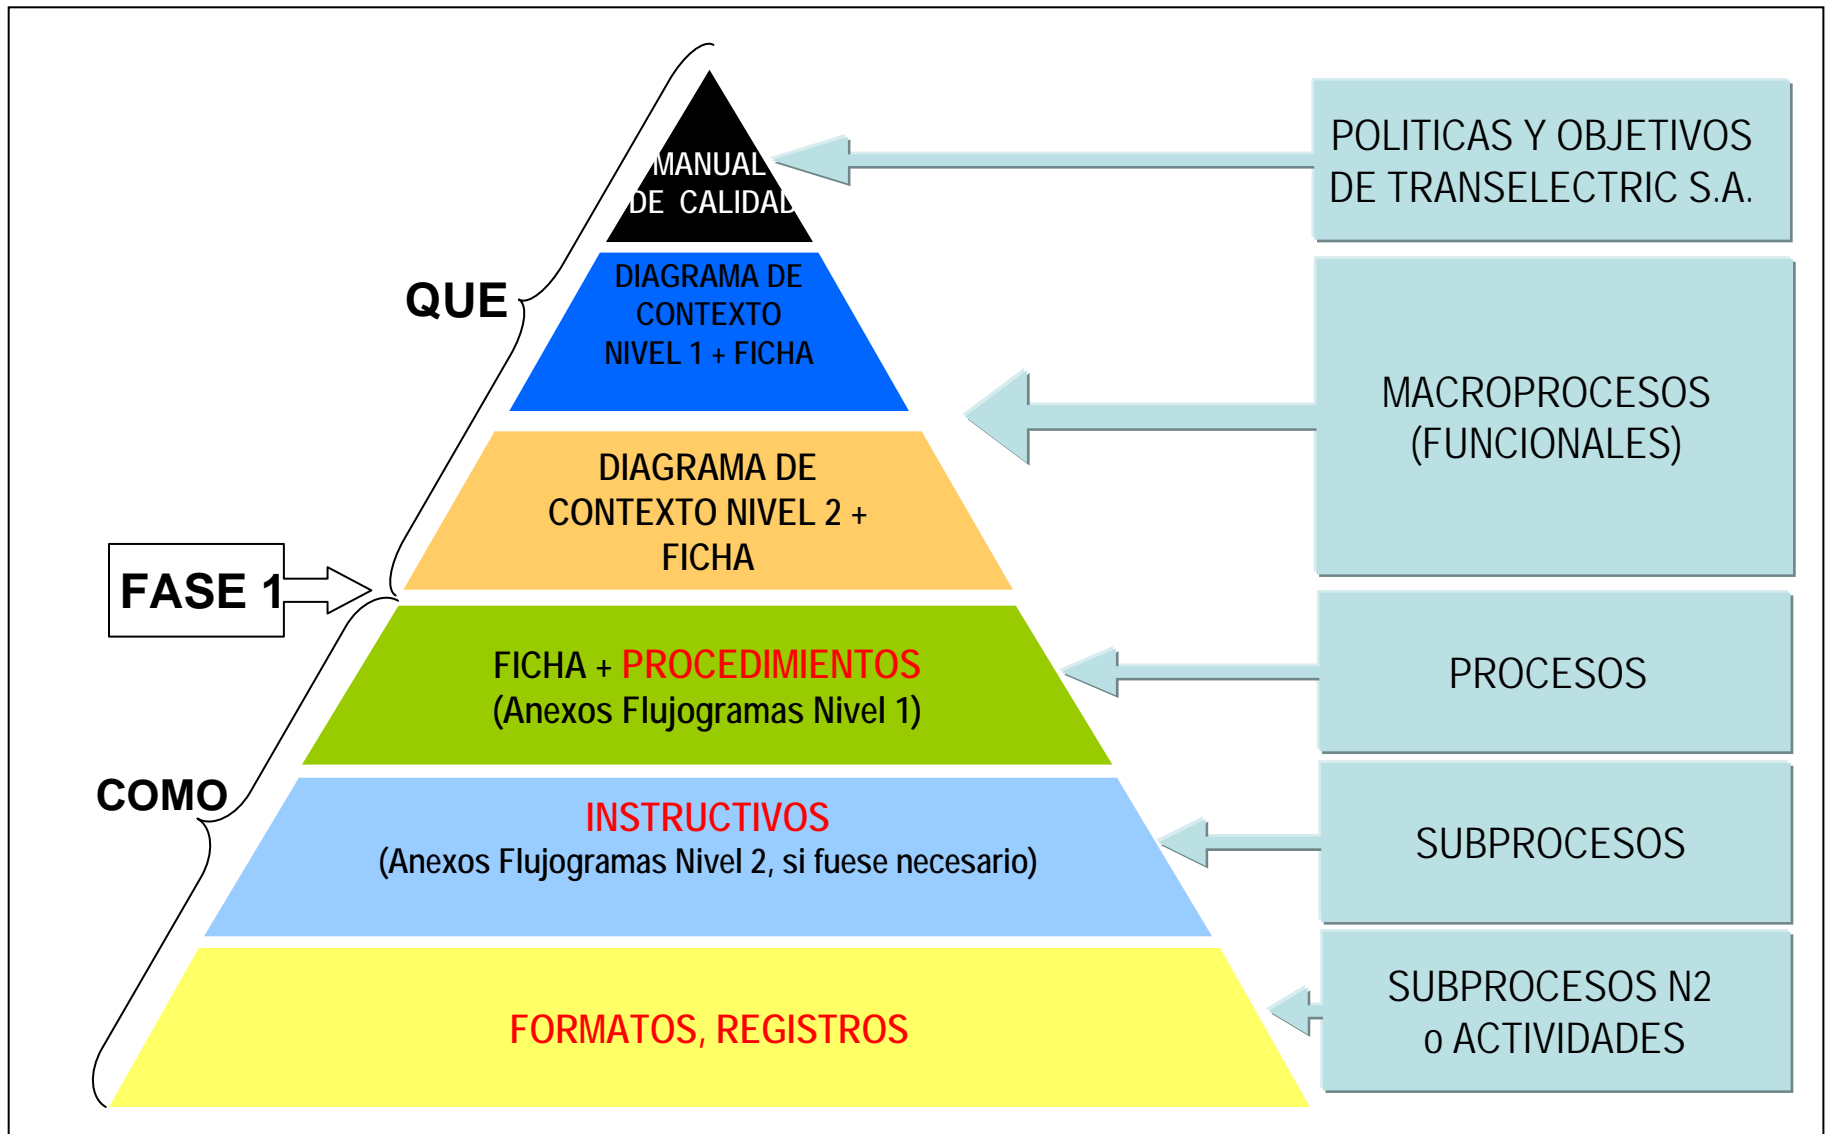 MANUAL
DE CALIDAD
DIAGRAMA DE
CONTEXTO
NIVEL 1 + FICHA
DIAGRAMA DE
CONTEXTO NIVEL 2 +
FICHA
FICHA + PROCEDIMIENTOS
(Anexos Flujogramas Nivel 1)
INSTRUCTIVOS
(Anexos Flujogramas Nivel 2, si fuese necesario)
FORMATOS, REGISTROS
QUE
FASE 1
COMO
POLITICAS Y OBJETIVOS
DE TRANSELECTRIC S.A.
MACROPROCESOS
(FUNCIONALES)
PROCESOS
SUBPROCESOS
SUBPROCESOS N2
o ACTIVIDADES